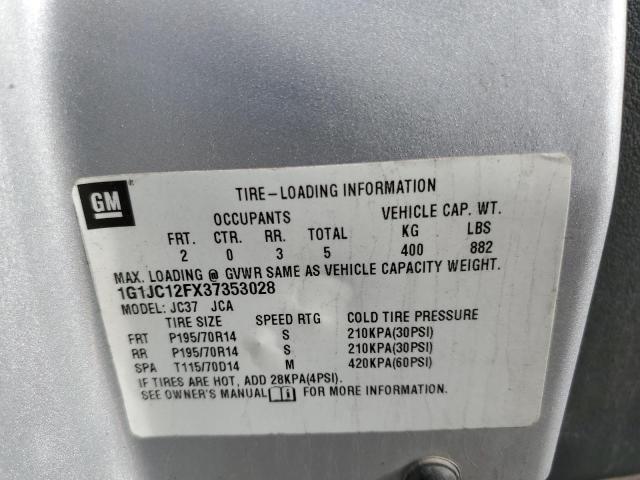 GM
TIRE-LOADING INFORMATION
OCCUPANTS VEHICLE CAP. WT.
FRT. CTR. RR. TOTAL KG LBS
2 0 3 5 400 882
MAX. LOADING @ GVWR SAME AS VEHICLE CAPACITY WEIGHT.
1G1JC12FX37353028
MODEL: JC37 JCA
TIRE SIZE SPEED RTG COLD TIRE PRESSURE
FRT P195/70R14 S 210KPA(30PSI)
RR P195/70R14 S 210KPA(30PSI)
SPA T115/70D14 M 420KPA(60PSI)
IF TIRES ARE HOT, ADD 28KPA(4PSI).
SEE OWNER'S MANUAL FOR MORE INFORMATION.